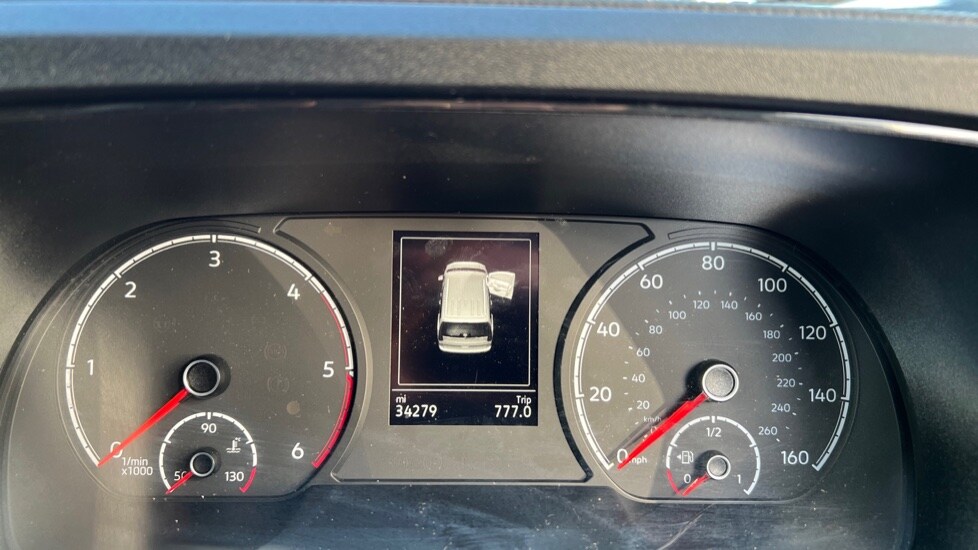 0 1 2 3 4 5 6
1/min
x1000
50 90 130
°C
mi Trip
34279 777.0
0 20 40 60 80 100 120 140 160
mph
km/h
20 40 60 80 100 120 140 160 180 200 220 240 260
0 1/2 1